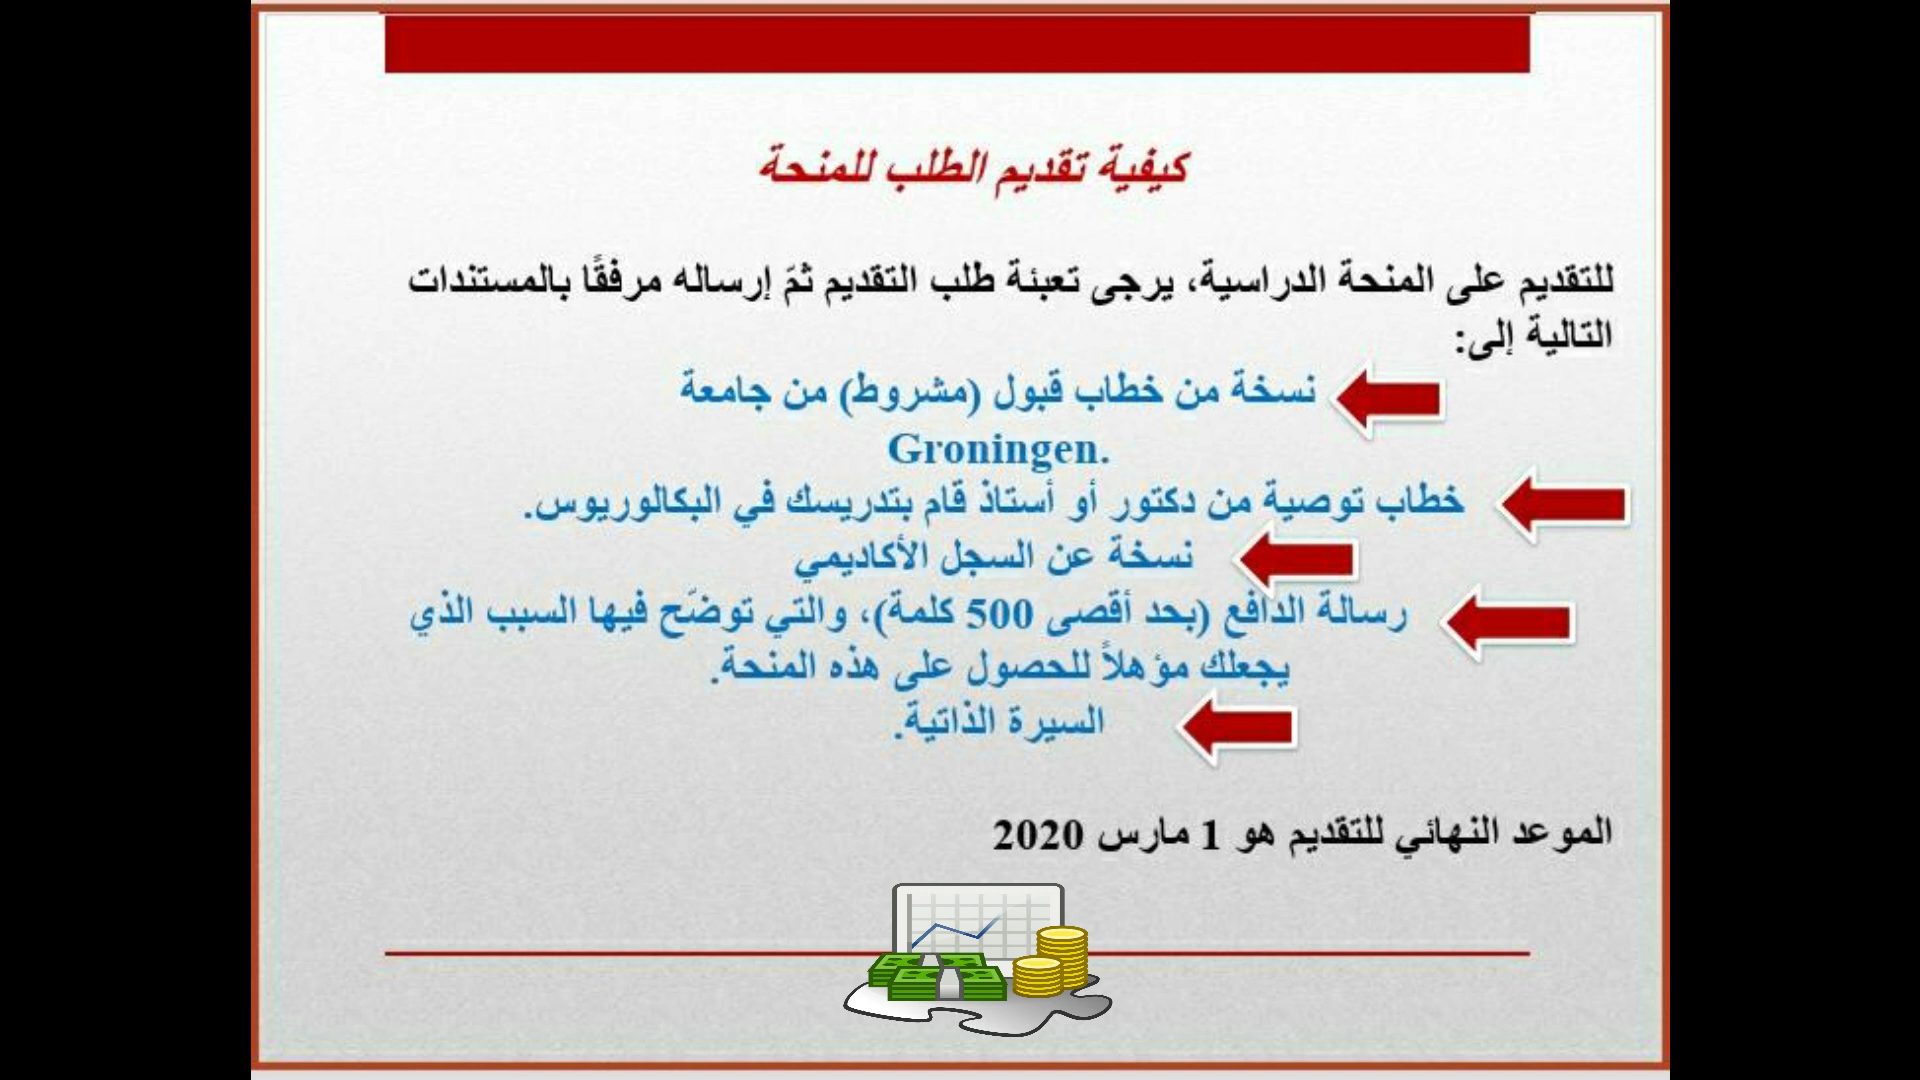 كيفية تقديم الطلب للمنحة
للتقديم على المنحة الدراسية، يرجى تعبئة طلب التقديم ثمَ إرساله مرفقًا بالمستندات
التالية إلى:
نسخة من خطاب قبول (مشروط) من جامعة
Groningen.
خطاب توصية من دكتور أو أستاذ قام بتدريسك في البكالوريوس.
نسخة عن السجل الأكاديمي
رسالة الدافع (بحد أقصى 500 كلمة)، والتي توضَح فيها السبب الذي
يجعلك مؤهلاً للحصول على هذه المنحة.
السيرة الذاتية.
الموعد النهائي للتقديم هو 1 مارس 2020